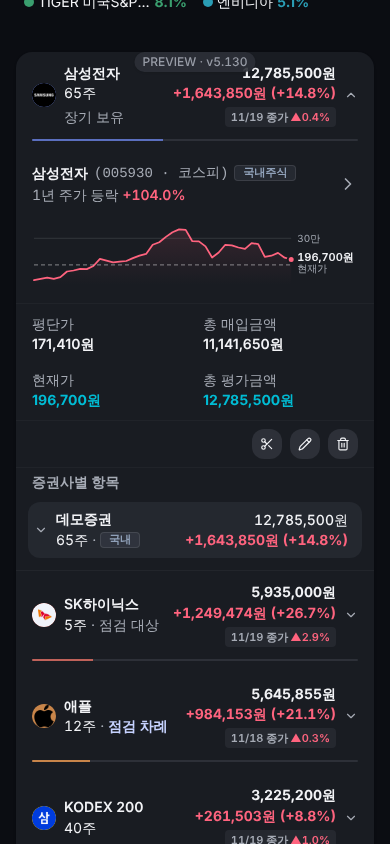 TIGER 미국S&P... 8.1% 엔비디아 5.1%
PREVIEW · v5.130
삼성전자 12,785,500원
SAMSUNG
65주 +1,643,850원 (+14.8%)
장기 보유 11/19 종가 ▲0.4%
삼성전자 (005930 · 코스피) 국내주식
1년 주가 등락 +104.0%
30만
196,700원
현재가
평단가 총 매입금액
171,410원 11,141,650원
현재가 총 평가금액
196,700원 12,785,500원
증권사별 항목
데모증권 12,785,500원
65주 · 국내 +1,643,850원 (+14.8%)
5,935,000원
SK하이닉스 +1,249,474원 (+26.7%)
5주 · 점검 대상 11/19 종가 ▲2.9%
5,645,855원
애플 +984,153원 (+21.1%)
12주 · 점검 차례 11/18 종가 ▲0.3%
3,225,200원
삼 KODEX 200 +261,503원 (+8.8%)
40주 11/19 종가 ▲1.0%